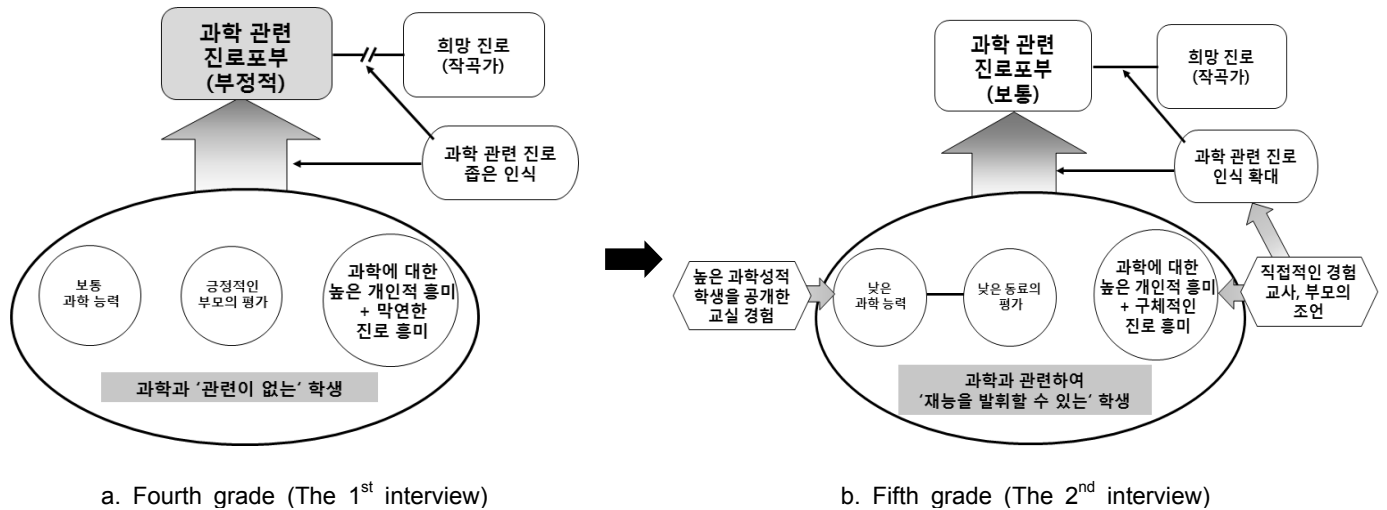 과학 관련
진로포부
(부정적)
희망 진로
(작곡가)
과학 관련 진로
좁은 인식
보통
과학 능력
긍정적인
부모의 평가
과학에 대한
높은 개인적 흥미
+ 막연한
진로 흥미
과학과 ‘관련이 없는‘ 학생
a. Fourth grade (The 1st interview)
과학 관련
진로포부
(보통)
희망 진로
(작곡가)
과학 관련 진로
인식 확대
높은 과학성적
학생을 공개한
교실 경험
낮은
과학 능력
낮은 동료의
평가
과학에 대한
높은 개인적 흥미
+ 구체적인
진로 흥미
직접적인 경험
교사, 부모의
조언
과학과 관련하여
‘재능을 발휘할 수 있는‘ 학생
b. Fifth grade (The 2nd interview)